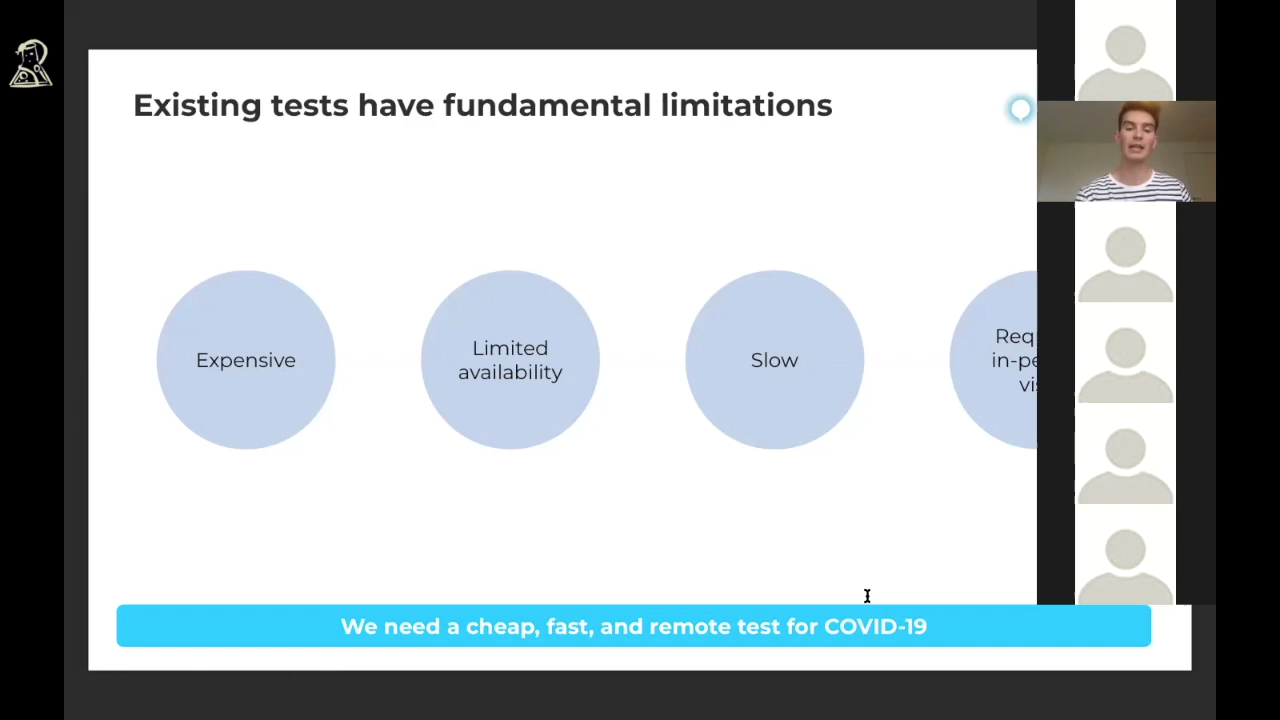 Existing tests have fundamental limitations
Expensive
Limited
availability
Slow
We need a cheap, fast, and remote test for COVID-19